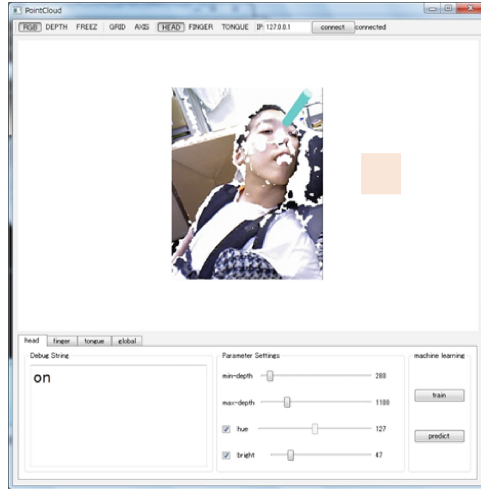 PointCloud
RGB DEPTH FREEZ GRID AXIS HEAD FINGER TONGUE IP: 127.0.0.1 connect connected
head finger tongue global
Debug String
on
Parameter Settings
min-depth 280
max-depth 1100
hue 127
bright 47
machine learning
train
predict